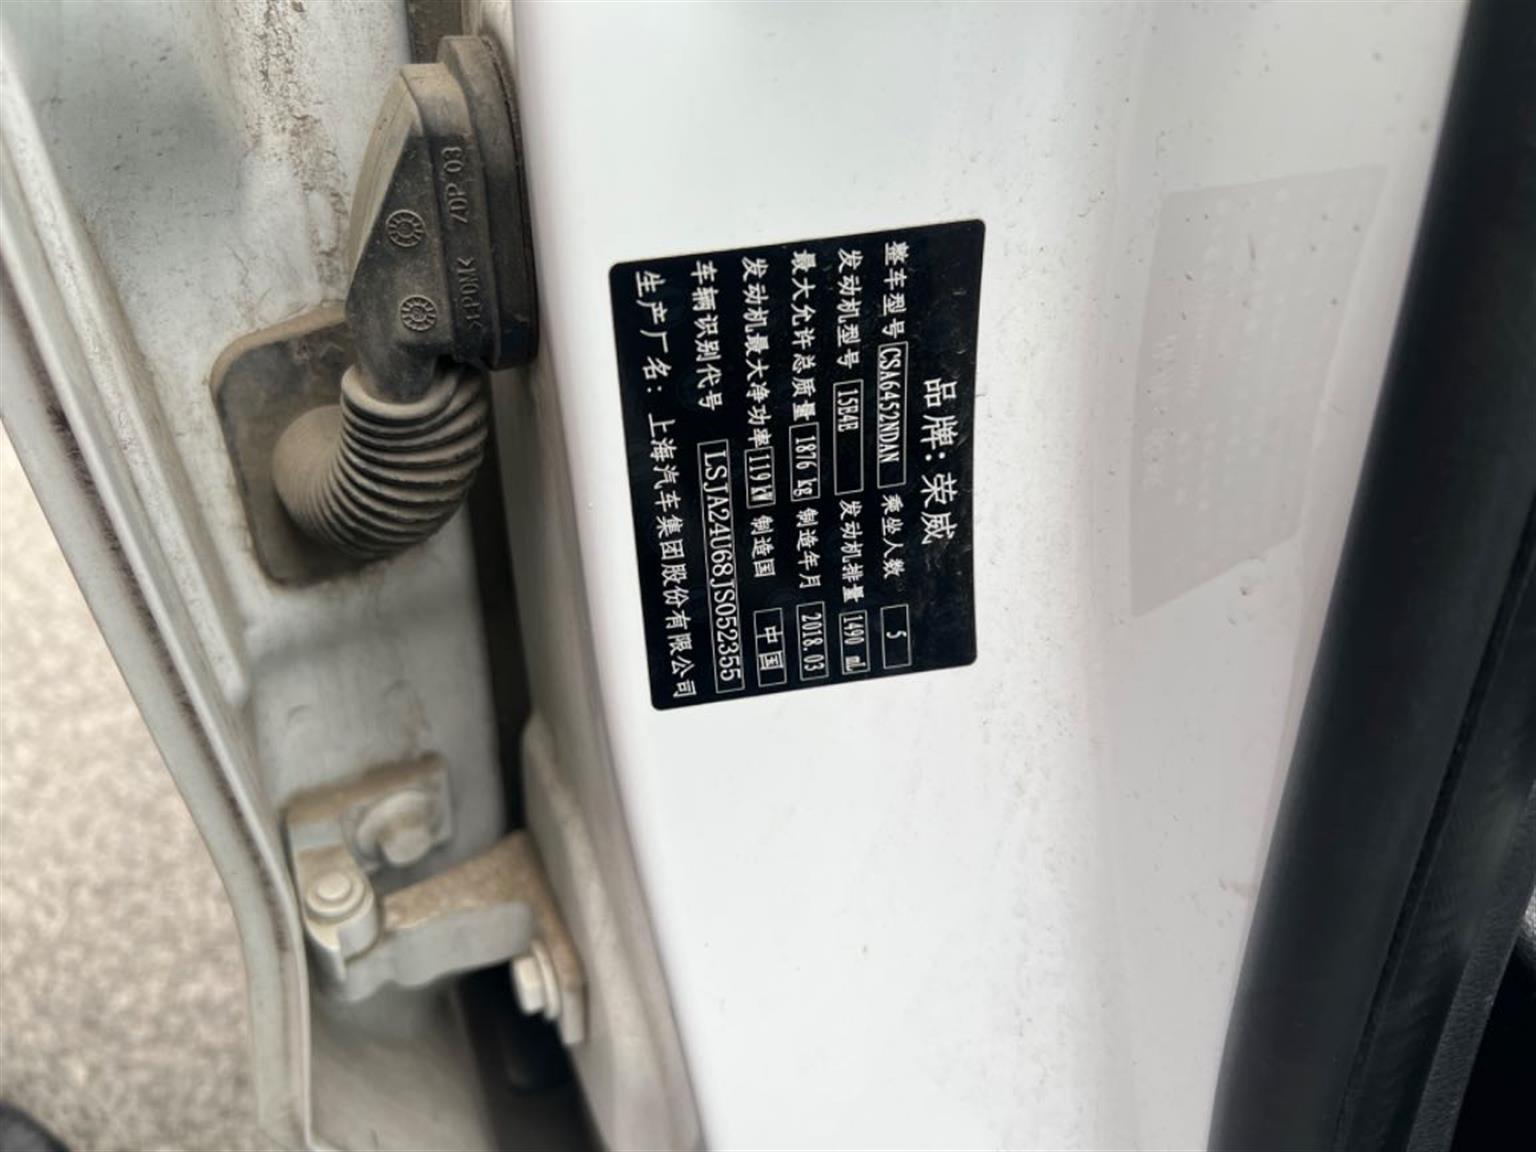 品牌: 荣威
整车型号 CSA6452NDAN 乘坐人数 5
发动机型号 15E4E 发动机排量 1490 mL
最大允许总质量 1876 kg 制造年月 2018.03
发动机最大净功率 119 kW 制造国 中国
车辆识别代号 LSJA24U68JS052355
生产厂名: 上海汽车集团股份有限公司